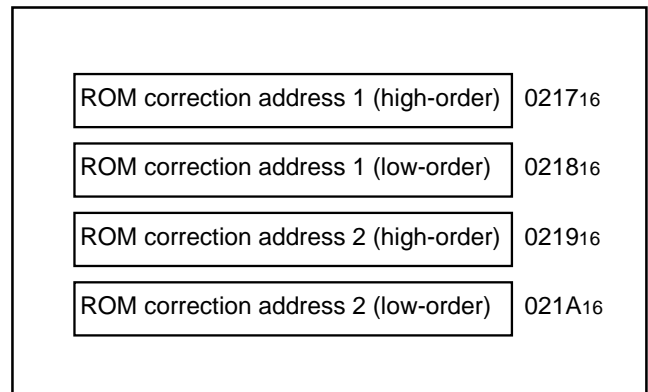 ROM correction address 1 (high-order) 0217₁₆
ROM correction address 1 (low-order) 0218₁₆
ROM correction address 2 (high-order) 0219₁₆
ROM correction address 2 (low-order) 021A₁₆